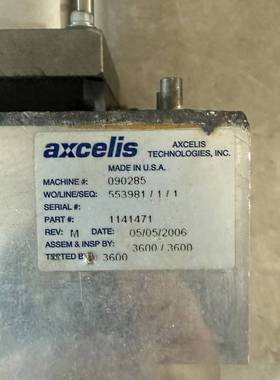 axcelis
AXCELIS
TECHNOLOGIES, INC.
MADE IN U.S.A.
MACHINE #: 090285
WO/LINE/SEQ: 553981 / 1 / 1
SERIAL #:
PART #: 1141471
REV: M DATE: 05/05/2006
ASSEM & INSP BY: 3600 / 3600
TESTED BY: 3600